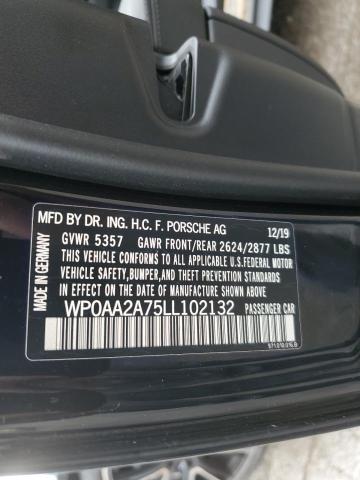 MFD BY DR. ING. H.C. F. PORSCHE AG 12/19
GVWR 5357 GAWR FRONT/REAR 2624/2877 LBS
THIS VEHICLE CONFORMS TO ALL APPLICABLE U.S.FEDERAL MOTOR
VEHICLE SAFETY,BUMPER,AND THEFT PREVENTION STANDARDS
IN EFFECT ON THE DATE OF MANUFACTURE SHOWN ABOVE.
WP0AA2A75LL102132 PASSENGER CAR
MADE IN GERMANY